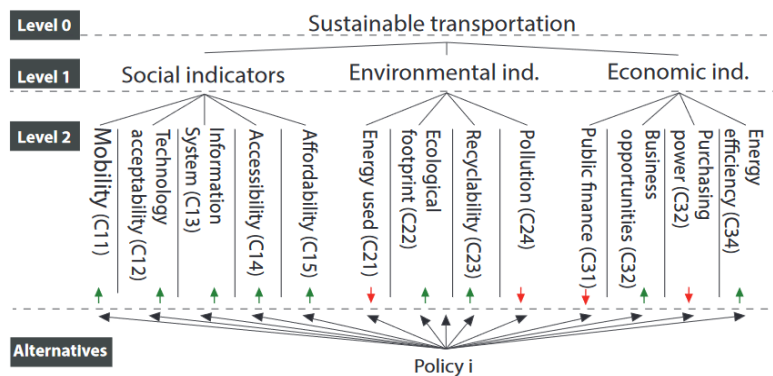 Level 0
Sustainable transportation
Level 1
Social indicators
Environmental ind.
Economic ind.
Level 2
Mobility (C11)
Technology
acceptability (C12)
Information
System (C13)
Accessibility (C14)
Affordability (C15)
Energy used (C21)
Ecological
footprint (C22)
Recyclability (C23)
Pollution (C24)
Public finance (C31)
Business
opportunities (C32)
Purchasing
power (C32)
Energy
efficiency (C34)
Alternatives
Policy i